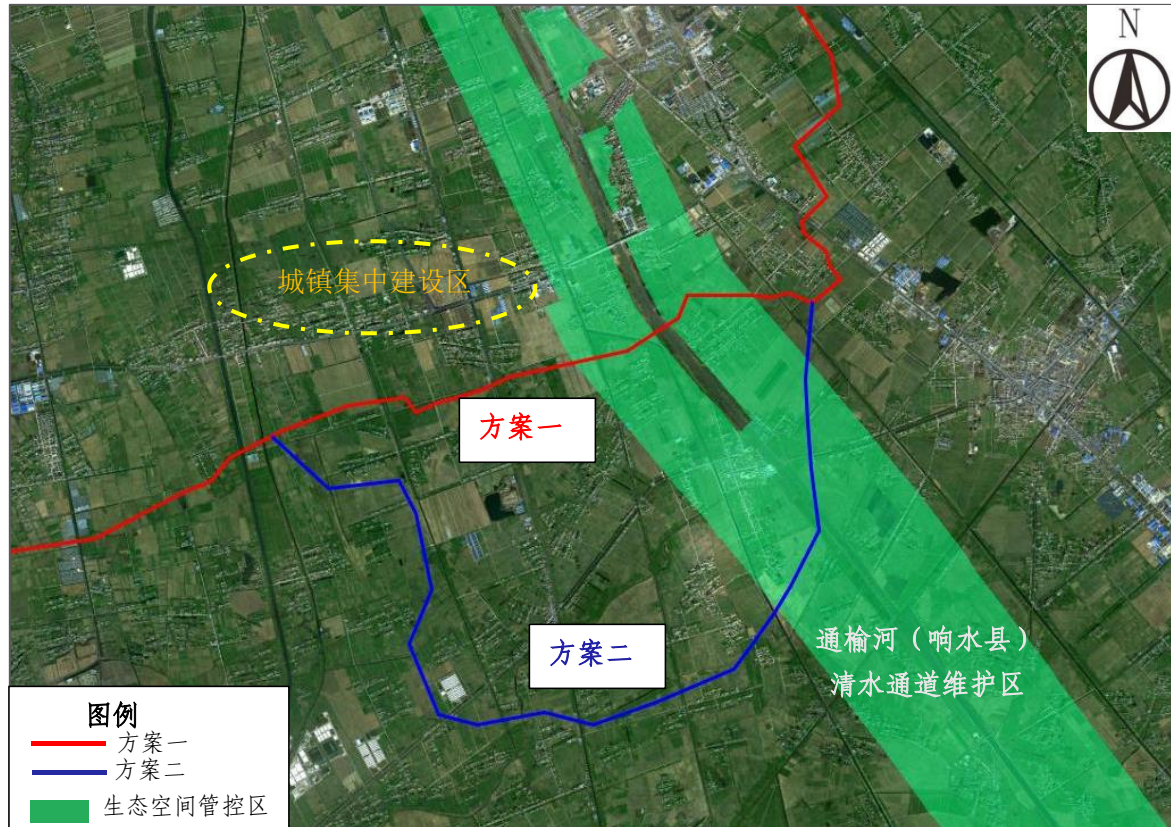 N
城镇集中建设区
方案一
方案二
通榆河（响水县）
清水通道维护区
图例
方案一
方案二
生态空间管控区